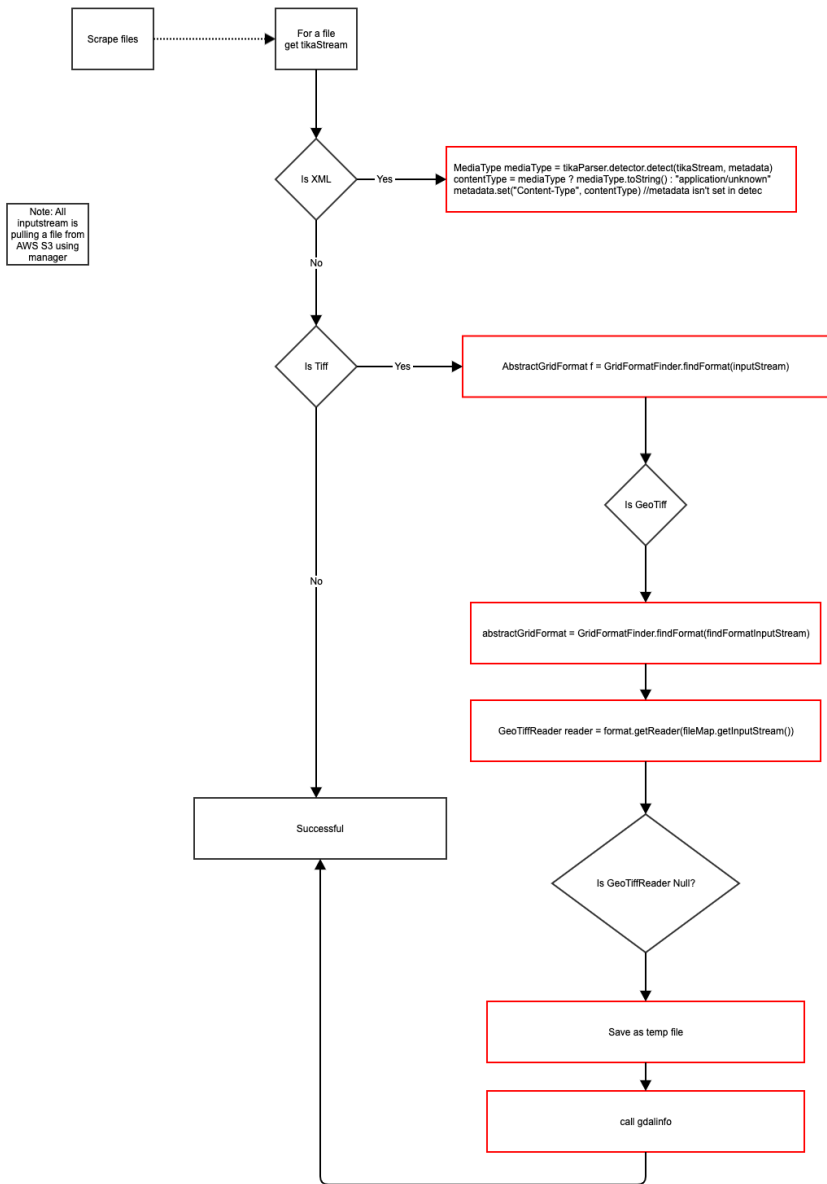 Scrape files
For a file
get tikaStream
Is XML
Yes
MediaType mediaType = tikaParser.detector.detect(tikaStream, metadata)
contentType = mediaType ? mediaType.toString() : "application/unknown"
metadata.set("Content-Type", contentType) //metadata isn't set in detec
Note: All
inputstream is
pulling a file from
AWS S3 using
manager
No
Is Tiff
Yes
AbstractGridFormat f = GridFormatFinder.findFormat(inputStream)
Is GeoTiff
No
abstractGridFormat = GridFormatFinder.findFormat(findFormatInputStream)
GeoTiffReader reader = format.getReader(fileMap.getInputStream())
Successful
Is GeoTiffReader Null?
Save as temp file
call gdalinfo